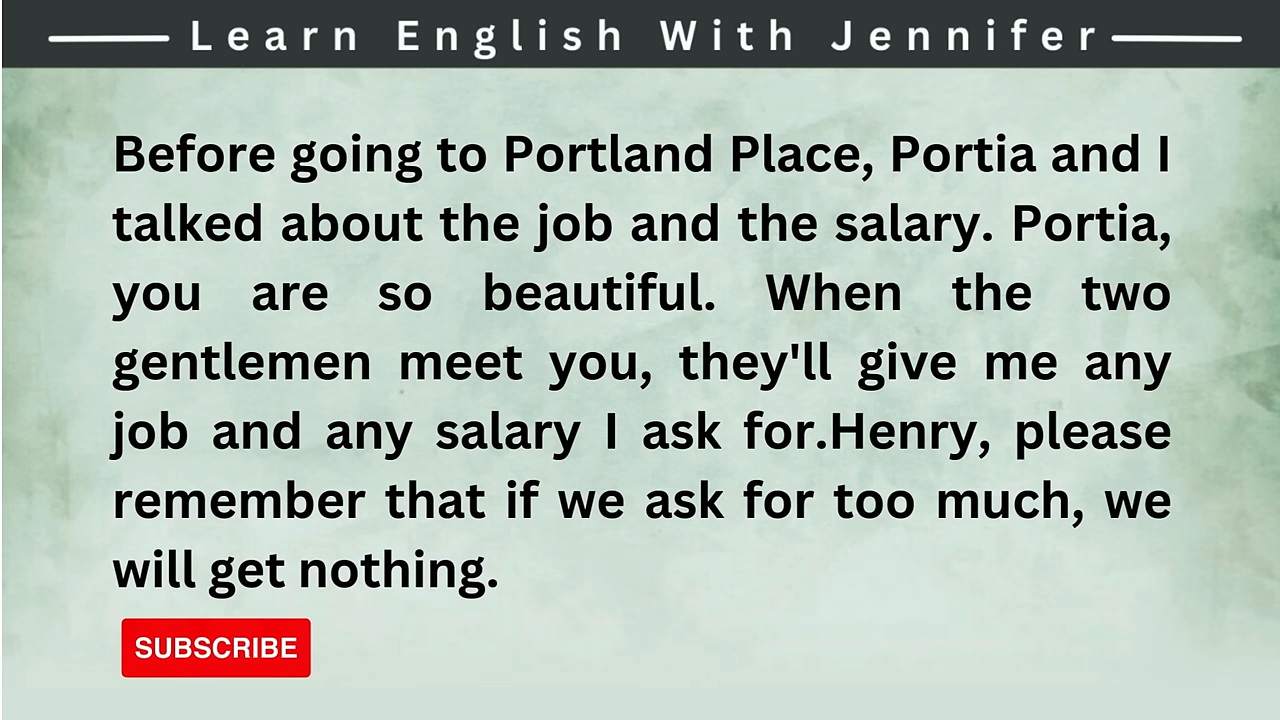 Learn English With Jennifer
Before going to Portland Place, Portia and I
talked about the job and the salary. Portia,
you are so beautiful. When the two
gentlemen meet you, they'll give me any
job and any salary I ask for.Henry, please
remember that if we ask for too much, we
will get nothing.
SUBSCRIBE